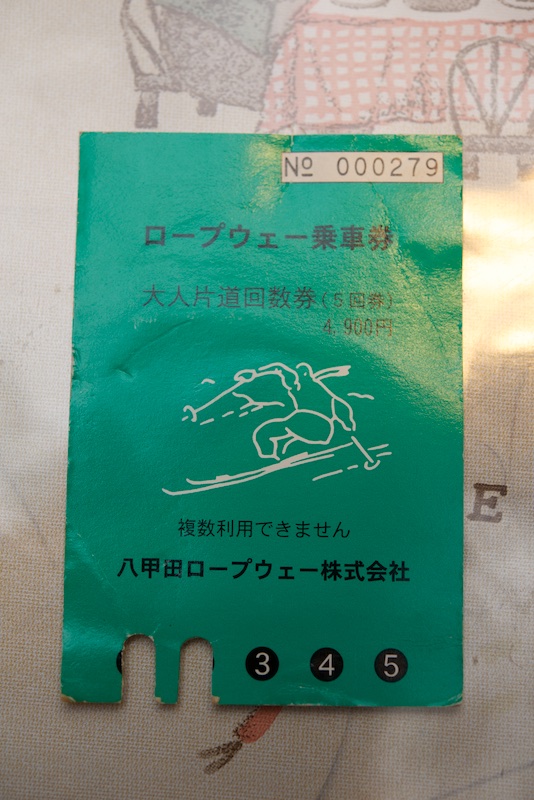 Nº 000279
ロープウェー乗車券
大人片道回数券(5回券)
4,900円
複数利用できません
八甲田ロープウェー株式会社
3 4 5
E